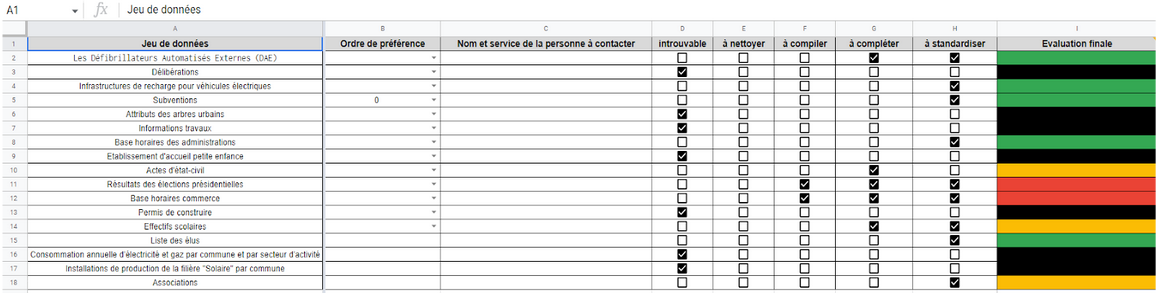 A1 fx Jeu de données
A B C D E F G H I
1 Jeu de données Ordre de préférence Nom et service de la personne à contacter introuvable à nettoyer à compiler à compléter à standardiser Evaluation finale
2 Les Défibrillateurs Automatisés Externes (DAE)
3 Délibérations
4 Infrastructures de recharge pour véhicules électriques
5 Subventions 0
6 Attributs des arbres urbains
7 Informations travaux
8 Base horaires des administrations
9 Etablissement d'accueil petite enfance
10 Actes d'état-civil
11 Résultats des élections présidentielles
12 Base horaires commerce
13 Permis de construire
14 Effectifs scolaires
15 Liste des élus
16 Consommation annuelle d'électricité et gaz par commune et par secteur d'activité
17 Installations de production de la filière "Solaire" par commune
18 Associations